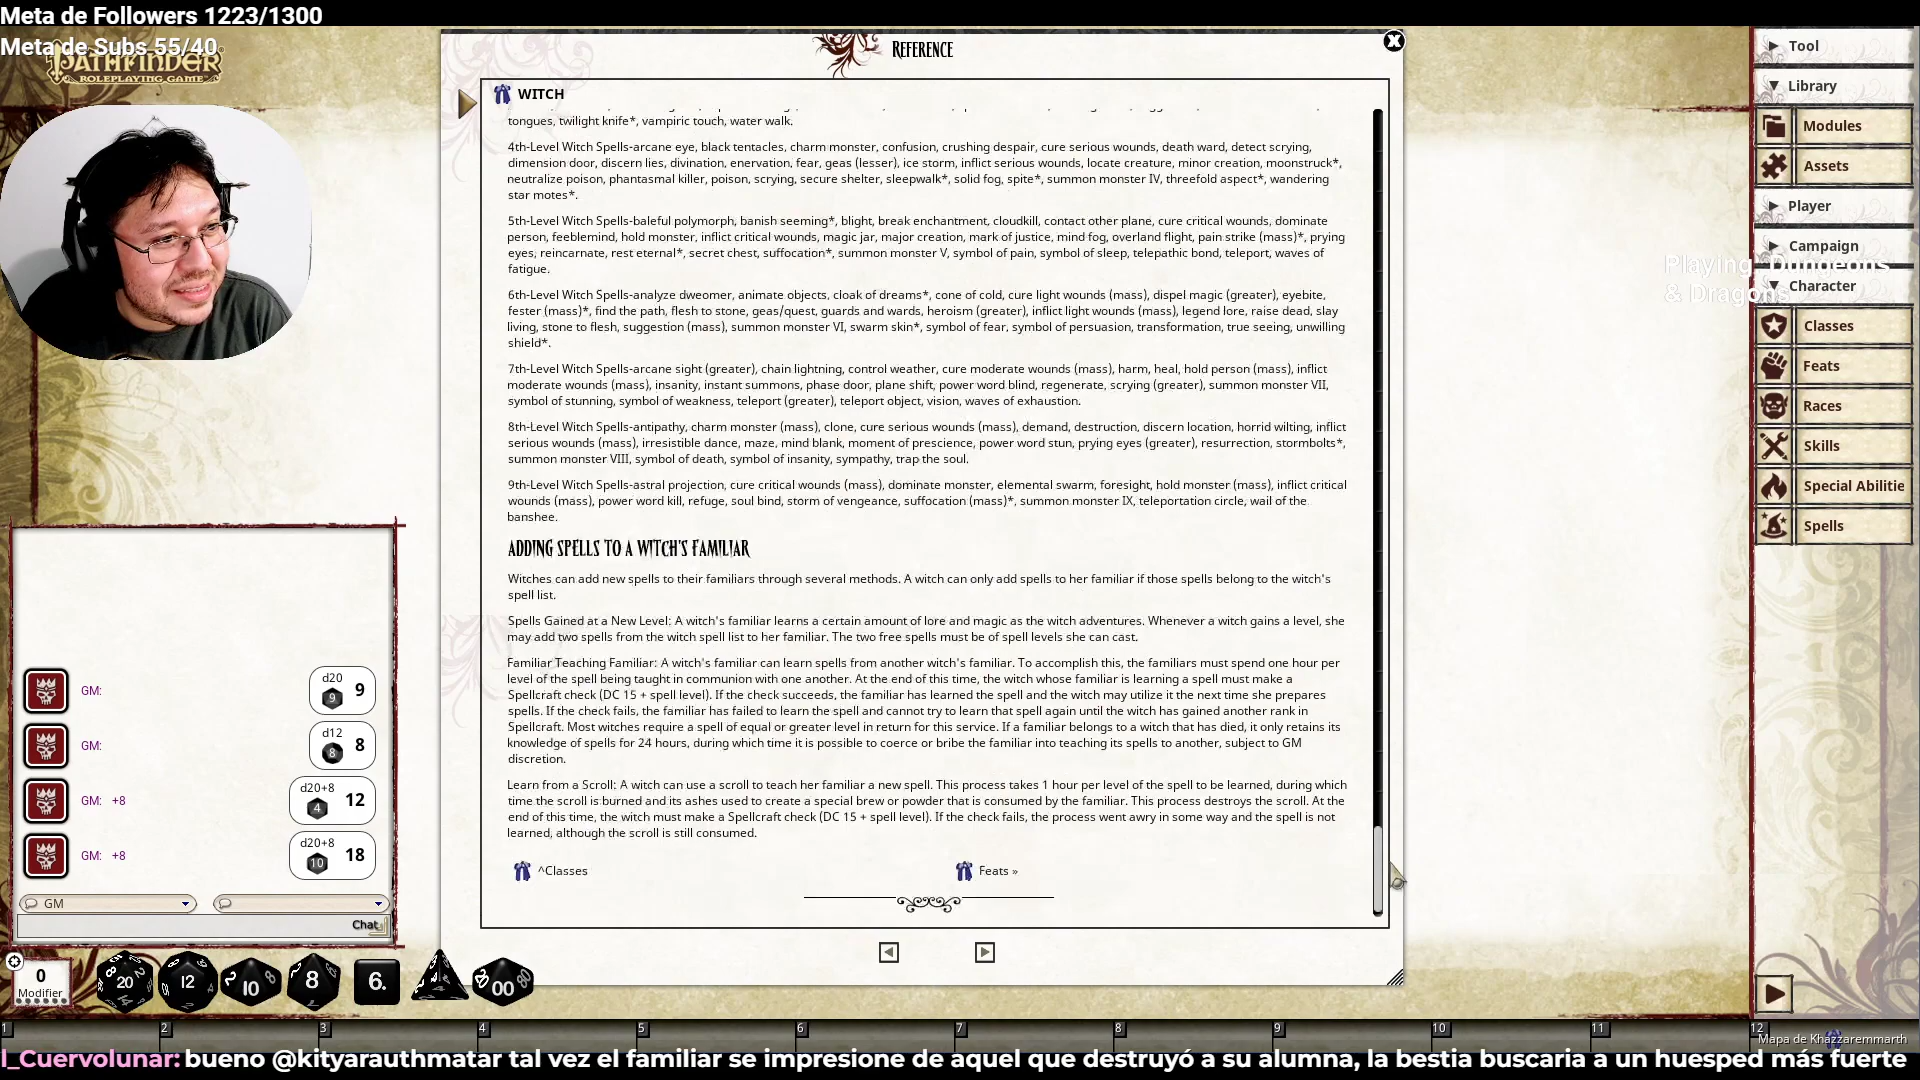 Meta de Followers 1223/1300
Meta de Subs 55/40
PATHFINDER
ROLEPLAYING GAME
REFERENCE
X
WITCH
tongues, twilight knife*, vampiric touch, water walk.
4th-Level Witch Spells-arcane eye, black tentacles, charm monster, confusion, crushing despair, cure serious wounds, death ward, detect scrying,
dimension door, discern lies, divination, enervation, fear, geas (lesser), ice storm, inflict serious wounds, locate creature, minor creation, moonstruck*,
neutralize poison, phantasmal killer, poison, scrying, secure shelter, sleepwalk*, solid fog, spite*, summon monster IV, threefold aspect*, wandering
star motes*.
5th-Level Witch Spells-baleful polymorph, banish seeming*, blight, break enchantment, cloudkill, contact other plane, cure critical wounds, dominate
person, feeblemind, hold monster, inflict critical wounds, magic jar, major creation, mark of justice, mind fog, overland flight, pain strike (mass)*, prying
eyes, reincarnate, rest eternal*, secret chest, suffocation*, summon monster V, symbol of pain, symbol of sleep, telepathic bond, teleport, waves of
fatigue.
6th-Level Witch Spells-analyze dweomer, animate objects, cloak of dreams*, cone of cold, cure light wounds (mass), dispel magic (greater), eyebite,
fester (mass)*, find the path, flesh to stone, geas/quest, guards and wards, heroism (greater), inflict light wounds (mass), legend lore, raise dead, slay
living, stone to flesh, suggestion (mass), summon monster VI, swarm skin*, symbol of fear, symbol of persuasion, transformation, true seeing, unwilling
shield*.
7th-Level Witch Spells-arcane sight (greater), chain lightning, control weather, cure moderate wounds (mass), harm, heal, hold person (mass), inflict
moderate wounds (mass), insanity, instant summons, phase door, plane shift, power word blind, regenerate, scrying (greater), summon monster VII,
symbol of stunning, symbol of weakness, teleport (greater), teleport object, vision, waves of exhaustion.
8th-Level Witch Spells-antipathy, charm monster (mass), clone, cure serious wounds (mass), demand, destruction, discern location, horrid wilting, inflict
serious wounds (mass), irresistible dance, maze, mind blank, moment of prescience, power word stun, prying eyes (greater), resurrection, stormbolts*,
summon monster VIII, symbol of death, symbol of insanity, sympathy, trap the soul.
9th-Level Witch Spells-astral projection, cure critical wounds (mass), dominate monster, elemental swarm, foresight, hold monster (mass), inflict critical
wounds (mass), power word kill, refuge, soul bind, storm of vengeance, suffocation (mass)*, summon monster IX, teleportation circle, wail of the
banshee.
ADDING SPELLS TO A WITCH'S FAMILIAR
Witches can add new spells to their familiars through several methods. A witch can only add spells to her familiar if those spells belong to the witch's
spell list.
Spells Gained at a New Level: A witch's familiar learns a certain amount of lore and magic as the witch adventures. Whenever a witch gains a level, she
may add two spells from the witch spell list to her familiar. The two free spells must be of spell levels she can cast.
Familiar Teaching Familiar: A witch's familiar can learn spells from another witch's familiar. To accomplish this, the familiars must spend one hour per
level of the spell being taught in communion with one another. At the end of this time, the witch whose familiar is learning a spell must make a
Spellcraft check (DC 15 + spell level). If the check succeeds, the familiar has learned the spell and the witch may utilize it the next time she prepares
spells. If the check fails, the familiar has failed to learn the spell and cannot try to learn that spell again until the witch has gained another rank in
Spellcraft. Most witches require a spell of equal or greater level in return for this service. If a familiar belongs to a witch that has died, it only retains its
knowledge of spells for 24 hours, during which time it is possible to coerce or bribe the familiar into teaching its spells to another, subject to GM
discretion.
Learn from a Scroll: A witch can use a scroll to teach her familiar a new spell. This process takes 1 hour per level of the spell to be learned, during which
time the scroll is burned and its ashes used to create a special brew or powder that is consumed by the familiar. This process destroys the scroll. At the
end of this time, the witch must make a Spellcraft check (DC 15 + spell level). If the check fails, the process went awry in some way and the spell is not
learned, although the scroll is still consumed.
^Classes
Feats »
Tool
Library
Modules
Assets
Player
Campaign
Playing Dungeons
& Dragons
Character
Classes
Feats
Races
Skills
Special Abilitie
Spells
GM: d20 9 9
GM: d12 8 8
GM: +8 d20+8 4 12
GM: +8 d20+8 10 18
GM
Chat
0
Modifier
20
12
10
8
6.
00
1 2 3 4 5 6 7 8 9 10 11 12
Mapa de Khazzaremmarth
l_Cuervolunar: bueno @kityarauthmatar tal vez el familiar se impresione de aquel que destruyó a su alumna, la bestia buscaria a un huesped más fuerte